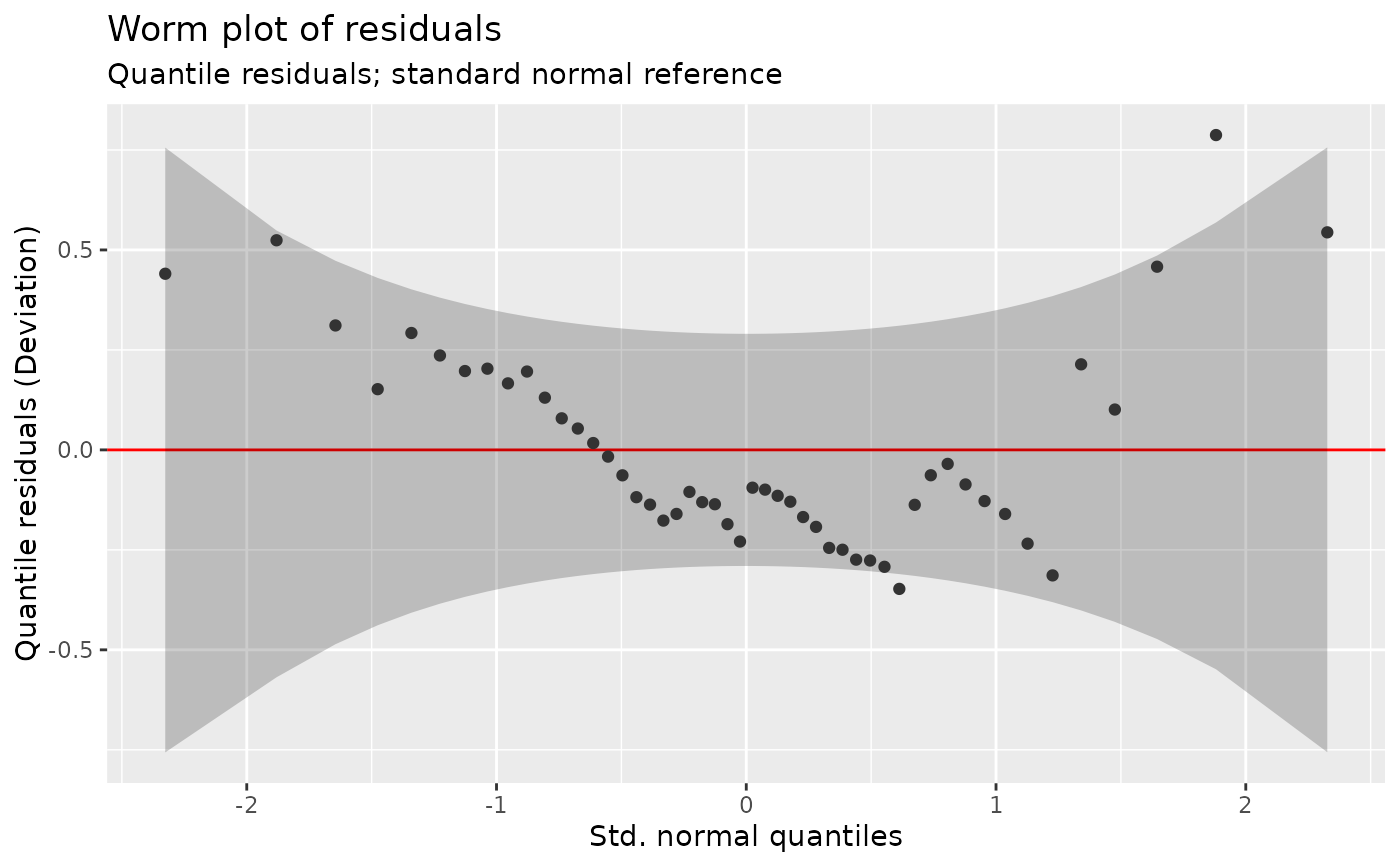 Worm plot of residuals
Quantile residuals; standard normal reference
Quantile residuals (Deviation)
0.5
0.0
-0.5
-2
-1
0
1
2
Std. normal quantiles